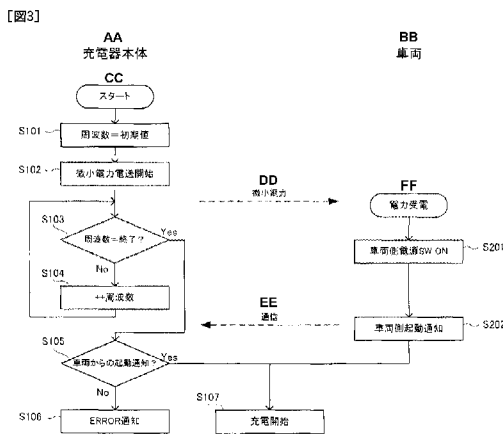 [図3]
AA
充電器本体
BB
車両
CC
スタート
S101
周波数=初期値
S102
微小電力電送開始
DD
微小電力
FF
電力受電
S103
周波数=終了?
Yes
No
S104
++周波数
車両側電源SW ON
S201
EE
通信
車両側起動通知
S202
S105
車両からの起動通知?
Yes
No
S106
ERROR通知
S107
充電開始